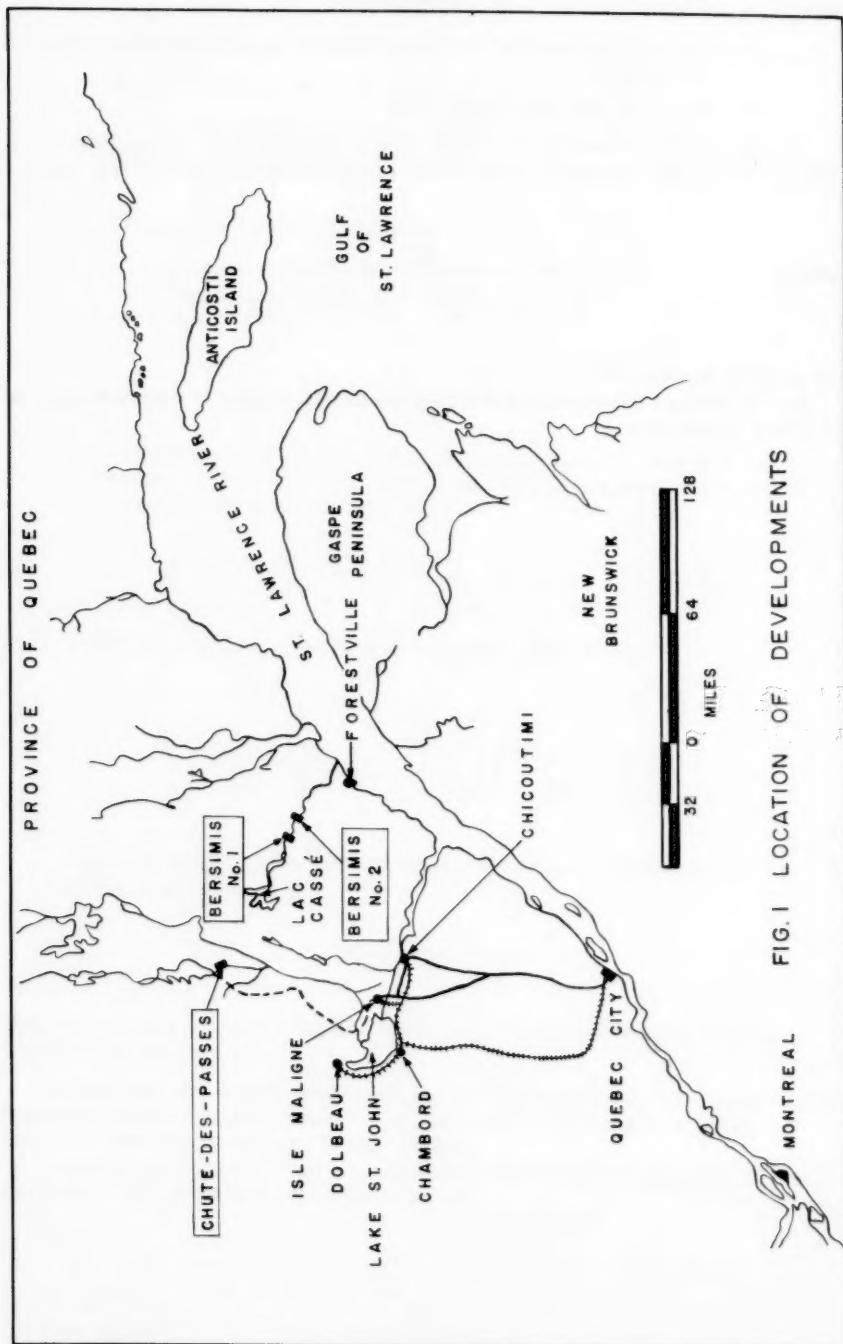 PROVINCE OF QUEBEC
CHUTE-DES-PASSES
BERSIMIS
No. 1
LAC
CASSÉ
BERSIMIS
No. 2
ISLE MALIGNE
DOLBEAU
LAKE ST. JOHN
CHAMBORD
FORESTVILLE
CHICOUTIMI
QUEBEC CITY
MONTREAL
ST. LAWRENCE RIVER
ANTICOSTI
ISLAND
GULF
OF
ST. LAWRENCE
GASPE
PENINSULA
NEW
BRUNSWICK
32 0 64 128
MILES
FIG. 1 LOCATION OF DEVELOPMENTS